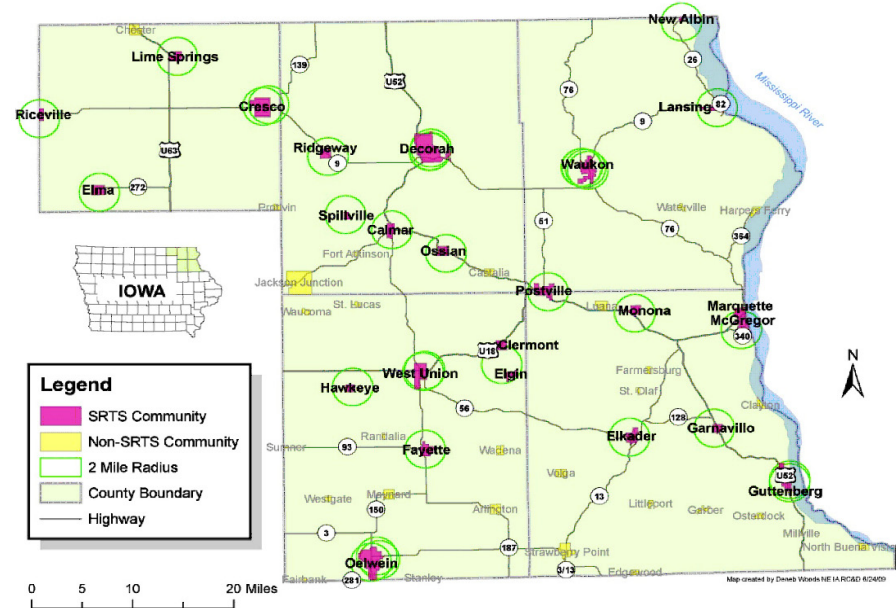 New Albin
Chester
Lime Springs
26
139
U52
76
Mississippi River
Lansing
82
Cresco
Riceville
9
U63
Ridgeway
9
Decorah
Waukon
Elma
272
Protivin
Spillville
51
Waterville
Harpers Ferry
Calmar
76
364
Fort Atkinson
Ossian
Castalia
Jackson Junction
Postville
IOWA
St. Lucas
Waucoma
Luana
Monona
Marquette
McGregor
340
Clermont
U18
N
West Union
Elgin
Farmersburg
Legend
Hawkeye
St. Olaf
SRTS Community
56
128
Clayton
Non-SRTS Community
Randalia
Garnavillo
Elkader
2 Mile Radius
Sumner
93
Fayette
Wadena
County Boundary
Volga
U52
Guttenberg
Highway
Westgate
Maynard
13
Littleport
Garber
150
Arlington
Osterdock
3
Millville
Oelwein
187
Strawberry Point
North Buena Vista
0 5 10 20 Miles
Fairbank
281
Stanley
3/13
Edgewood
Map created by Deneb Woods NE IA RC&D 6/24/09